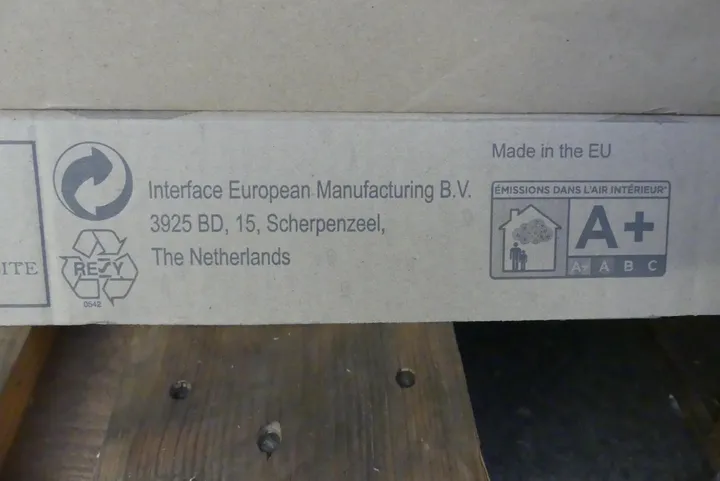 Made in the EU
Interface European Manufacturing B.V.
3925 BD, 15, Scherpenzeel,
The Netherlands
ITE
RESY
0542
ÉMISSIONS DANS L'AIR INTÉRIEUR*
A+
A+ A B C